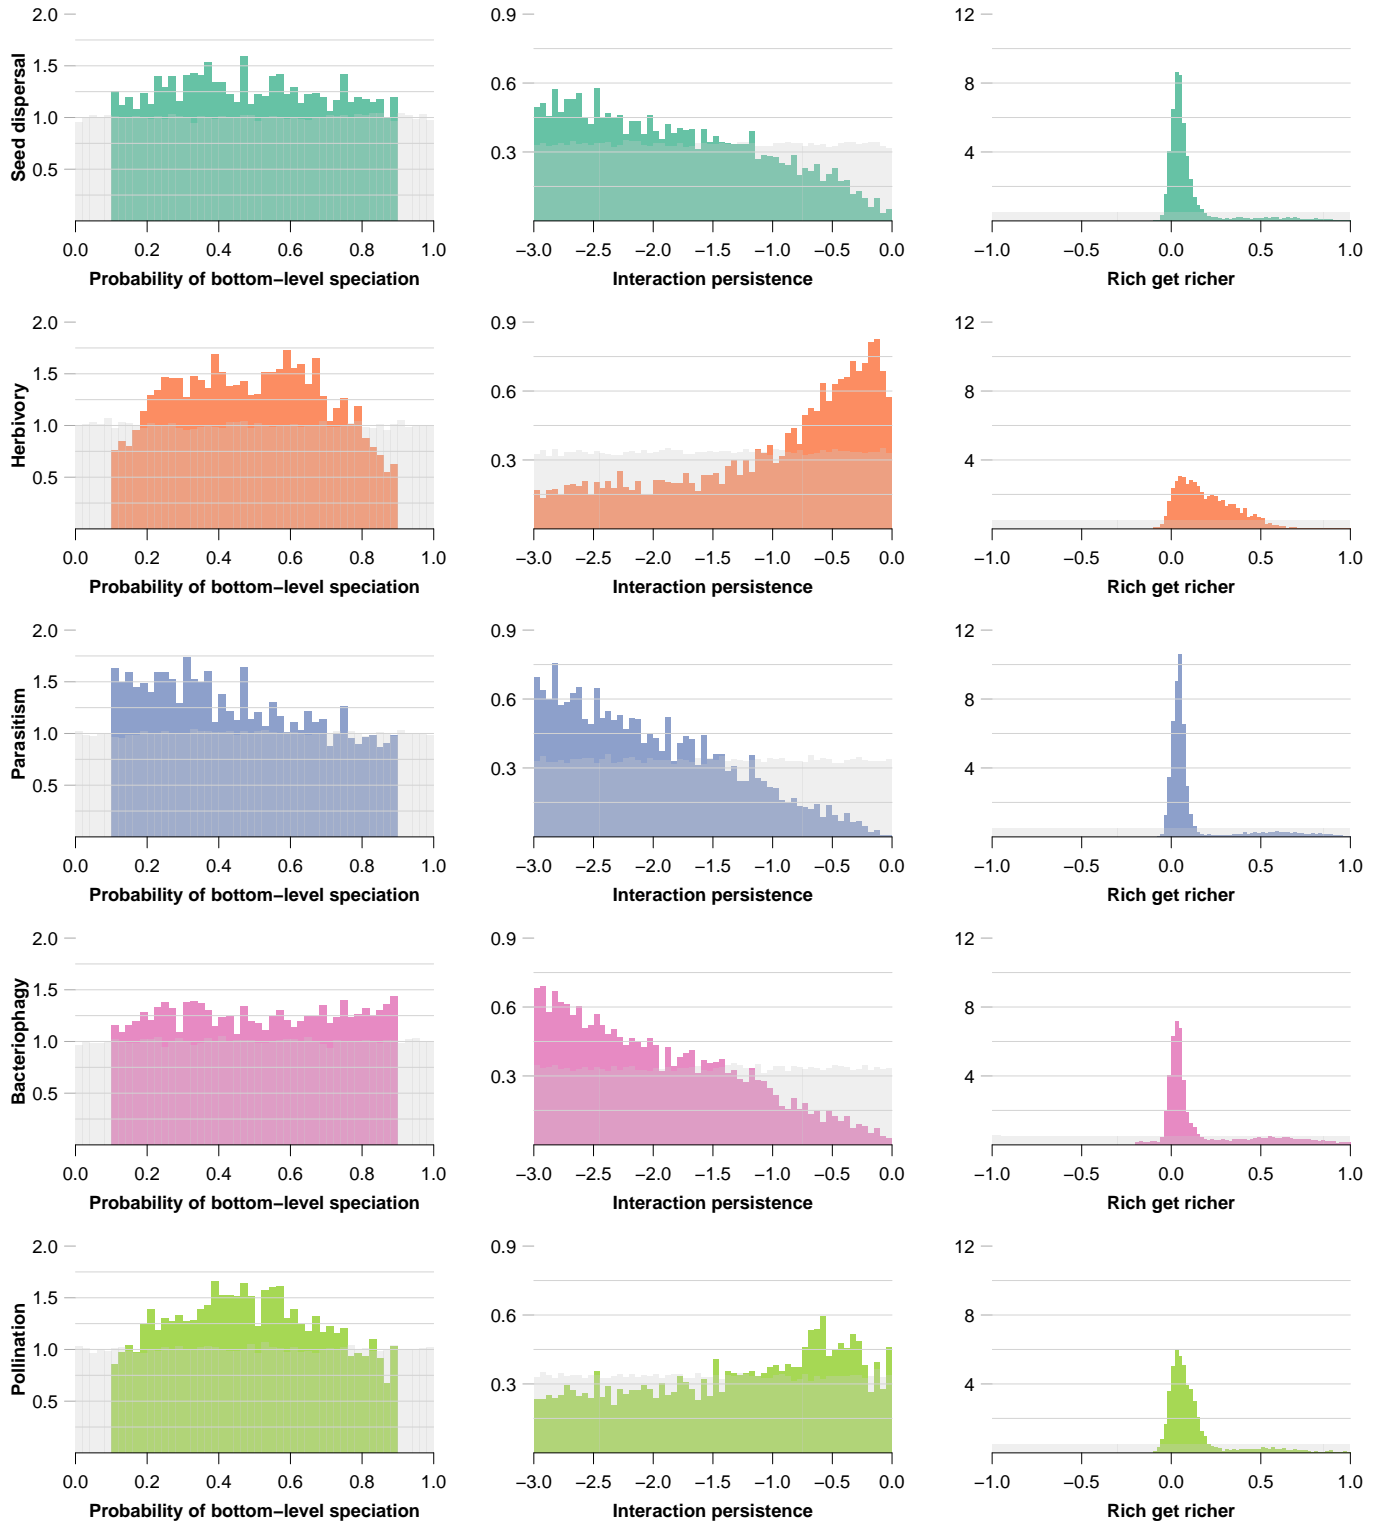 Seed dispersal
2.0
1.5
1.0
0.5
0.0 0.2 0.4 0.6 0.8 1.0
Probability of bottom−level speciation
0.9
0.6
0.3
−3.0 −2.5 −2.0 −1.5 −1.0 −0.5 0.0
Interaction persistence
12
8
4
−1.0 −0.5 0.0 0.5 1.0
Rich get richer
Herbivory
2.0
1.5
1.0
0.5
0.0 0.2 0.4 0.6 0.8 1.0
Probability of bottom−level speciation
0.9
0.6
0.3
−3.0 −2.5 −2.0 −1.5 −1.0 −0.5 0.0
Interaction persistence
12
8
4
−1.0 −0.5 0.0 0.5 1.0
Rich get richer
Parasitism
2.0
1.5
1.0
0.5
0.0 0.2 0.4 0.6 0.8 1.0
Probability of bottom−level speciation
0.9
0.6
0.3
−3.0 −2.5 −2.0 −1.5 −1.0 −0.5 0.0
Interaction persistence
12
8
4
−1.0 −0.5 0.0 0.5 1.0
Rich get richer
Bacteriophagy
2.0
1.5
1.0
0.5
0.0 0.2 0.4 0.6 0.8 1.0
Probability of bottom−level speciation
0.9
0.6
0.3
−3.0 −2.5 −2.0 −1.5 −1.0 −0.5 0.0
Interaction persistence
12
8
4
−1.0 −0.5 0.0 0.5 1.0
Rich get richer
Pollination
2.0
1.5
1.0
0.5
0.0 0.2 0.4 0.6 0.8 1.0
Probability of bottom−level speciation
0.9
0.6
0.3
−3.0 −2.5 −2.0 −1.5 −1.0 −0.5 0.0
Interaction persistence
12
8
4
−1.0 −0.5 0.0 0.5 1.0
Rich get richer